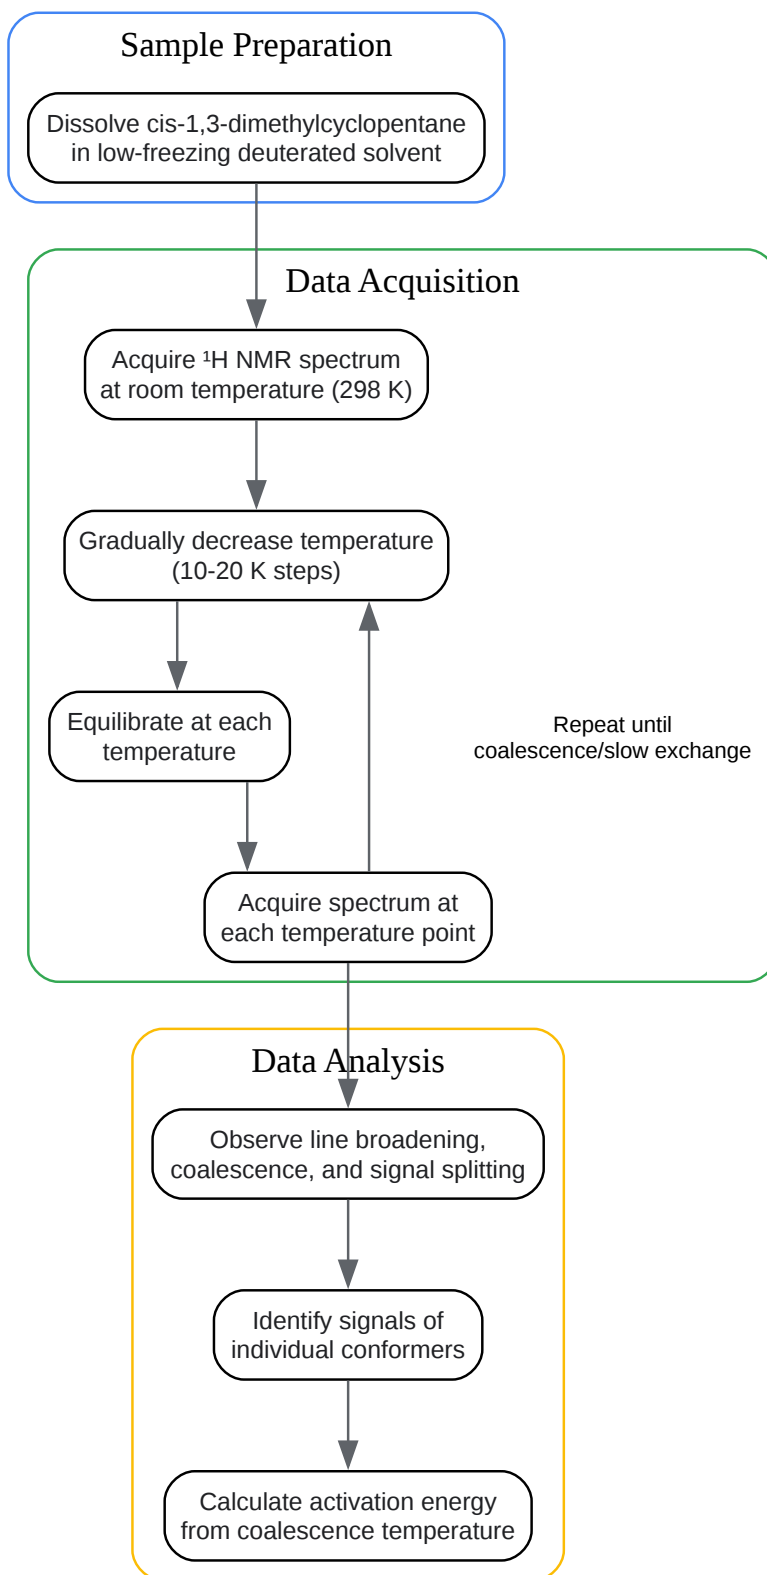 Sample Preparation
Dissolve cis-1,3-dimethylcyclopentane
in low-freezing deuterated solvent
Data Acquisition
Acquire ¹H NMR spectrum
at room temperature (298 K)
Gradually decrease temperature
(10-20 K steps)
Equilibrate at each
temperature
Repeat until
coalescence/slow exchange
Acquire spectrum at
each temperature point
Data Analysis
Observe line broadening,
coalescence, and signal splitting
Identify signals of
individual conformers
Calculate activation energy
from coalescence temperature